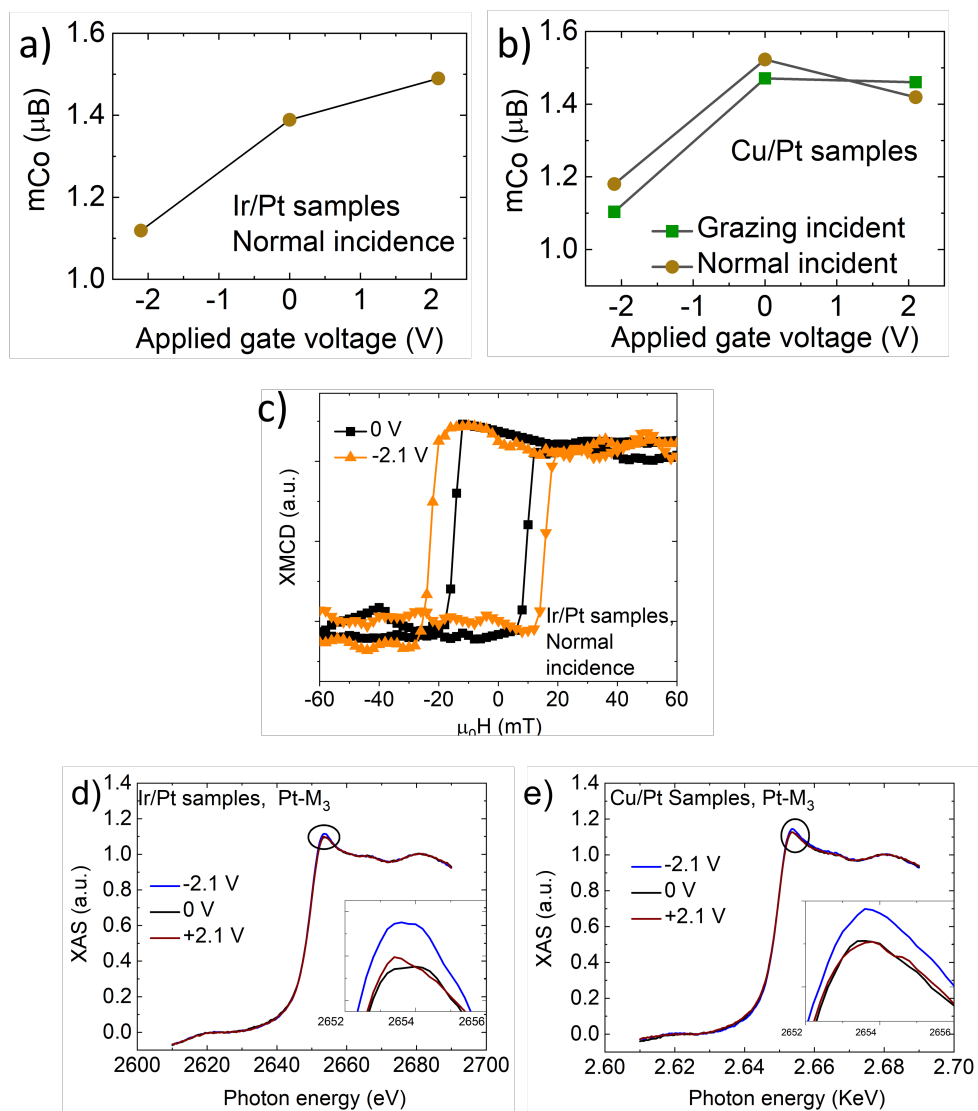 a)
1.6
1.4
1.2
1.0
mCo (μB)
Ir/Pt samples
Normal incidence
-2 -1 0 1 2
Applied gate voltage (V)
b)
1.6
1.4
1.2
1.0
mCo (μB)
Cu/Pt samples
Grazing incident
Normal incident
-2 -1 0 1 2
Applied gate voltage (V)
c)
0 V
-2.1 V
XMCD (a.u.)
Ir/Pt samples,
Normal
incidence
-60 -40 -20 0 20 40 60
μ₀H (mT)
d)
Ir/Pt samples, Pt-M₃
1.4
1.2
1.0
0.8
0.6
0.4
0.2
0.0
XAS (a.u.)
-2.1 V
0 V
+2.1 V
2652 2654 2656
2600 2620 2640 2660 2680 2700
Photon energy (eV)
e)
Cu/Pt Samples, Pt-M₃
1.4
1.2
1.0
0.8
0.6
0.4
0.2
0.0
XAS (a.u.)
-2.1 V
0 V
+2.1 V
2652 2654 2656
2.60 2.62 2.64 2.66 2.68 2.70
Photon energy (KeV)